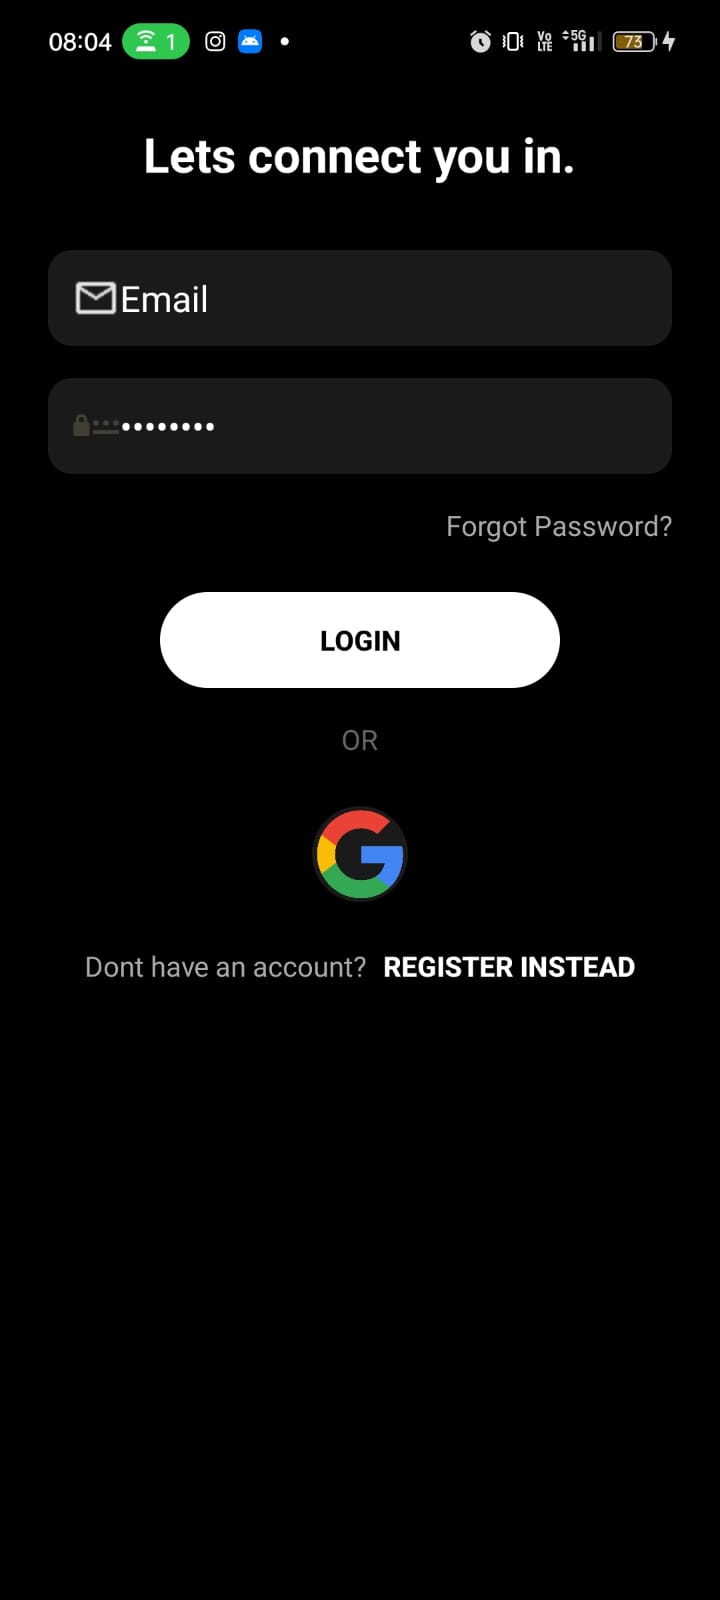 08:04 1 Vo LTE 5G 73
Lets connect you in.
Email
••••••••
Forgot Password?
LOGIN
OR
Dont have an account? REGISTER INSTEAD